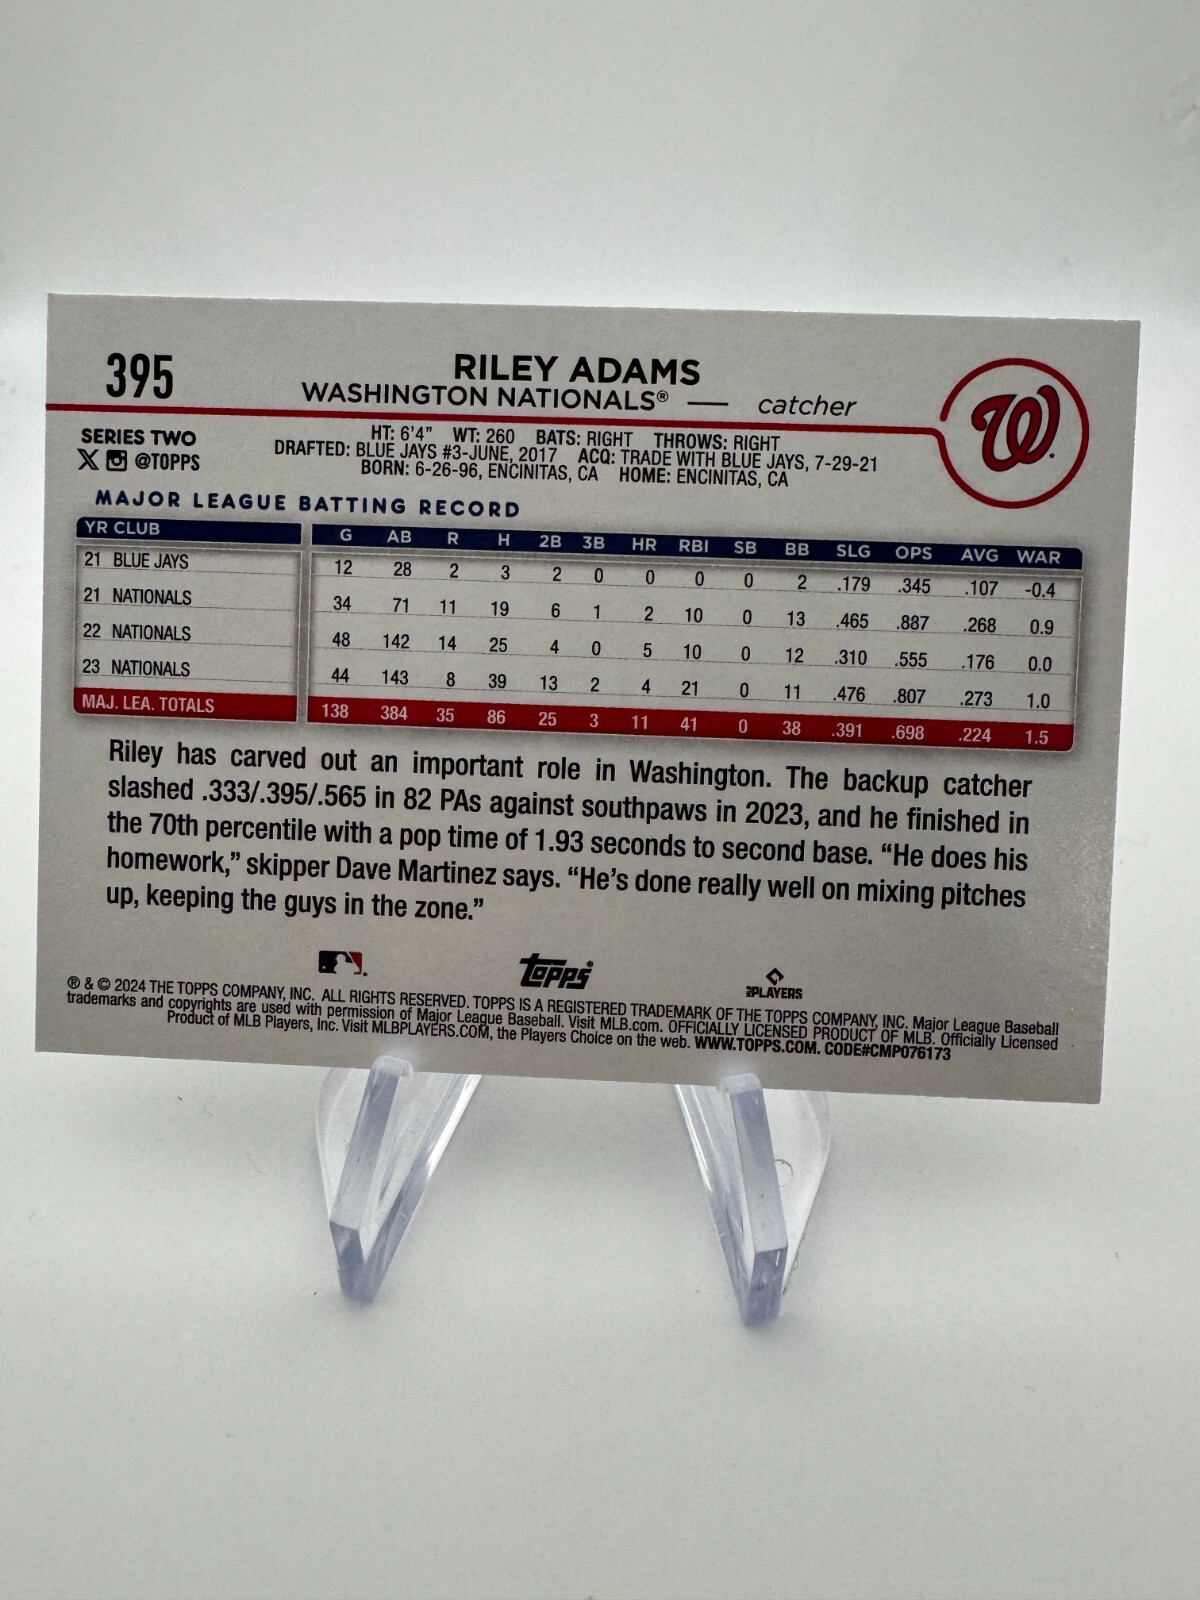 395
RILEY ADAMS
WASHINGTON NATIONALS® — catcher
W
SERIES TWO
@TOPPS
HT: 6'4" WT: 260 BATS: RIGHT THROWS: RIGHT
DRAFTED: BLUE JAYS #3-JUNE, 2017 ACQ: TRADE WITH BLUE JAYS, 7-29-21
BORN: 6-26-96, ENCINITAS, CA HOME: ENCINITAS, CA
MAJOR LEAGUE BATTING RECORD
YR CLUB G AB R H 2B 3B HR RBI SB BB SLG OPS AVG WAR
21 BLUE JAYS 12 28 2 3 2 0 0 0 0 2 .179 .345 .107 -0.4
21 NATIONALS 34 71 11 19 6 1 2 10 0 13 .465 .887 .268 0.9
22 NATIONALS 48 142 14 25 4 0 5 10 0 12 .310 .555 .176 0.0
23 NATIONALS 44 143 8 39 13 2 4 21 0 11 .476 .807 .273 1.0
MAJ. LEA. TOTALS 138 384 35 86 25 3 11 41 0 38 .391 .698 .224 1.5
Riley has carved out an important role in Washington. The backup catcher
slashed .333/.395/.565 in 82 PAs against southpaws in 2023, and he finished in
the 70th percentile with a pop time of 1.93 seconds to second base. “He does his
homework,” skipper Dave Martinez says. “He’s done really well on mixing pitches
up, keeping the guys in the zone.”
topps®
PLAYERS
® & © 2024 THE TOPPS COMPANY, INC. ALL RIGHTS RESERVED. TOPPS IS A REGISTERED TRADEMARK OF THE TOPPS COMPANY, INC. Major League Baseball
trademarks and copyrights are used with permission of Major League Baseball. Visit MLB.com. OFFICIALLY LICENSED PRODUCT OF MLB. Officially Licensed
Product of MLB Players, Inc. Visit MLBPLAYERS.COM, the Players Choice on the web. WWW.TOPPS.COM. CODE#CMP076173